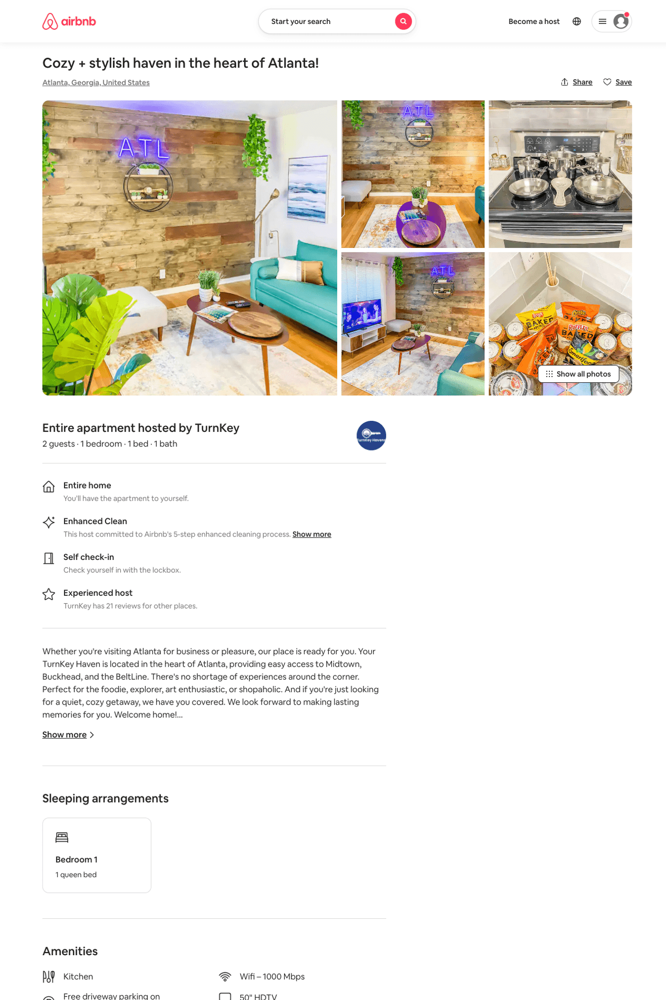 airbnb
Start your search
Become a host
Cozy + stylish haven in the heart of Atlanta!
Atlanta, Georgia, United States
Share
Save
ATL
ATL
ATL
Lay's
BAKED
BAKED
RUFFLES
BAKED
Smartfood
Show all photos
Entire apartment hosted by TurnKey
2 guests · 1 bedroom · 1 bed · 1 bath
TurnKey Havens
Entire home
You'll have the apartment to yourself.
Enhanced Clean
This host committed to Airbnb's 5-step enhanced cleaning process. Show more
Self check-in
Check yourself in with the lockbox.
Experienced host
TurnKey has 21 reviews for other places.
Whether you're visiting Atlanta for business or pleasure, our place is ready for you. Your
TurnKey Haven is located in the heart of Atlanta, providing easy access to Midtown,
Buckhead, and the BeltLine. There's no shortage of experiences around the corner.
Perfect for the foodie, explorer, art enthusiastic, or shopaholic. And if you're just looking
for a quiet, cozy getaway, we have you covered. We look forward to making lasting
memories for you. Welcome home!...
Show more
Sleeping arrangements
Bedroom 1
1 queen bed
Amenities
Kitchen
Wifi – 1000 Mbps
Free driveway parking on
50" HDTV